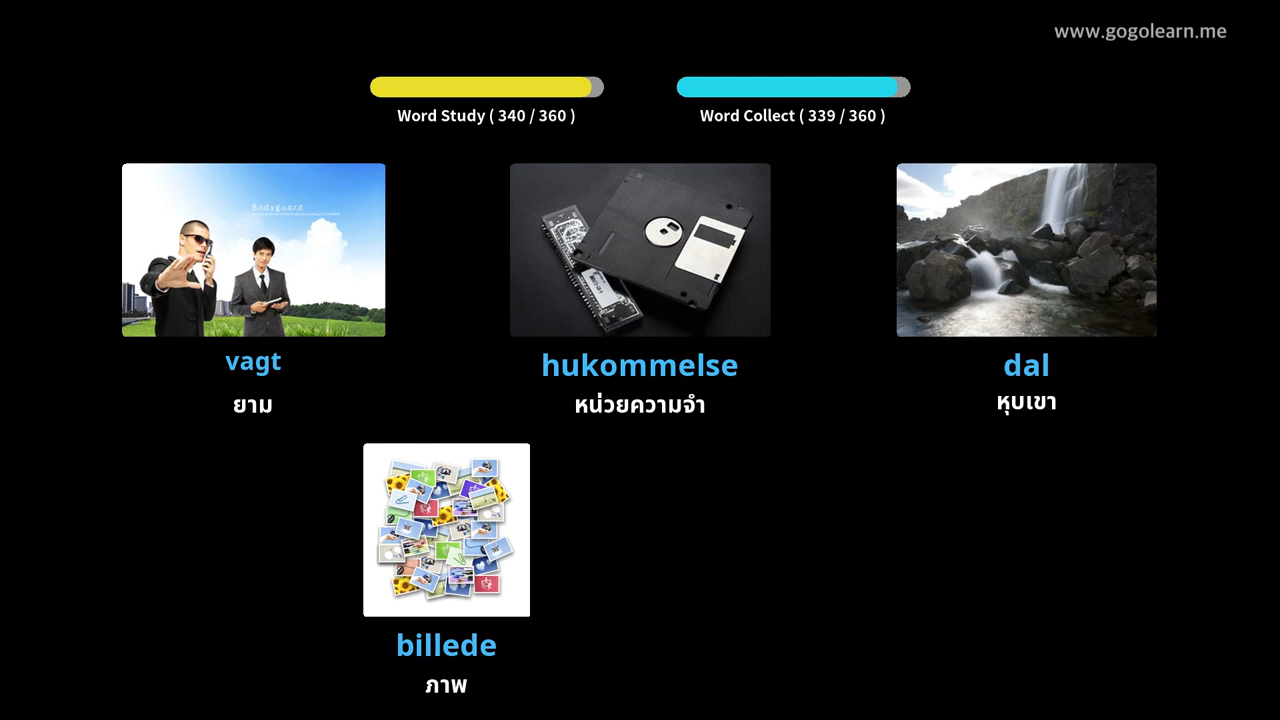 www.gogolearn.me
Word Study ( 340 / 360 )
Word Collect ( 339 / 360 )
Bodyguard
vagt
hukommelse
dal
ยาม
หน่วยความจำ
หุบเขา
billede
ภาพ